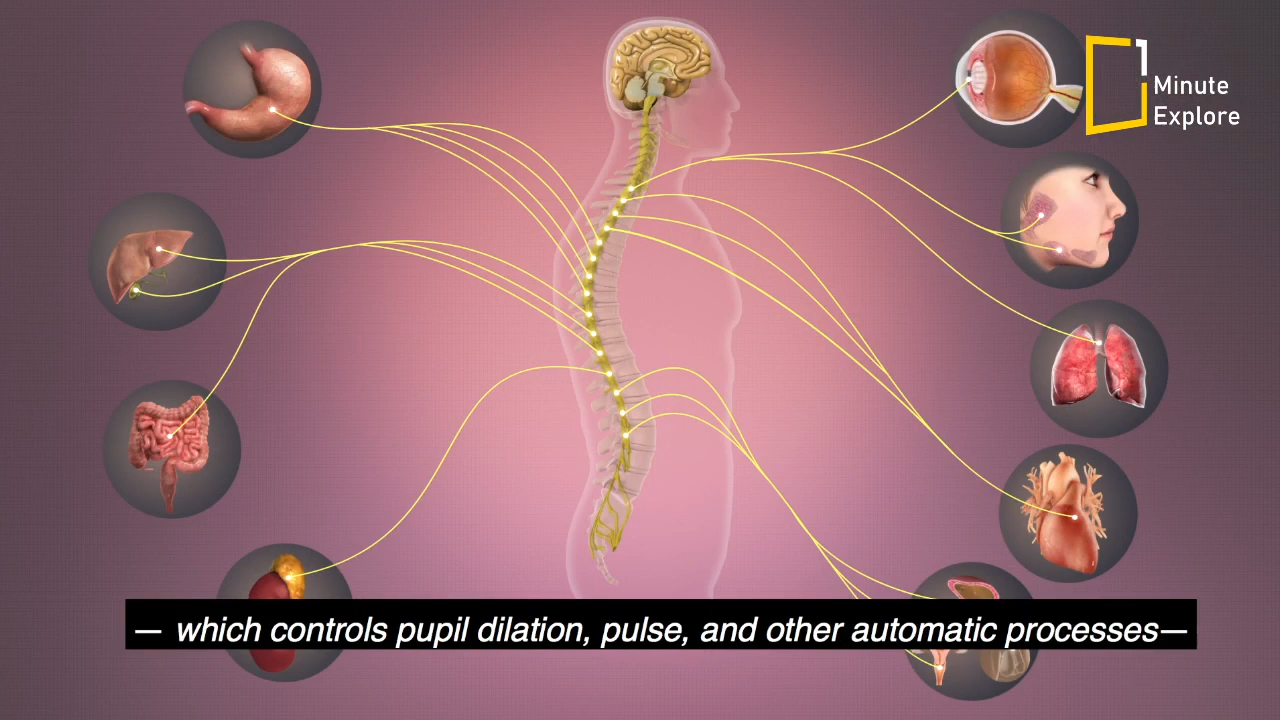 Minute
Explore
— which controls pupil dilation, pulse, and other automatic processes—